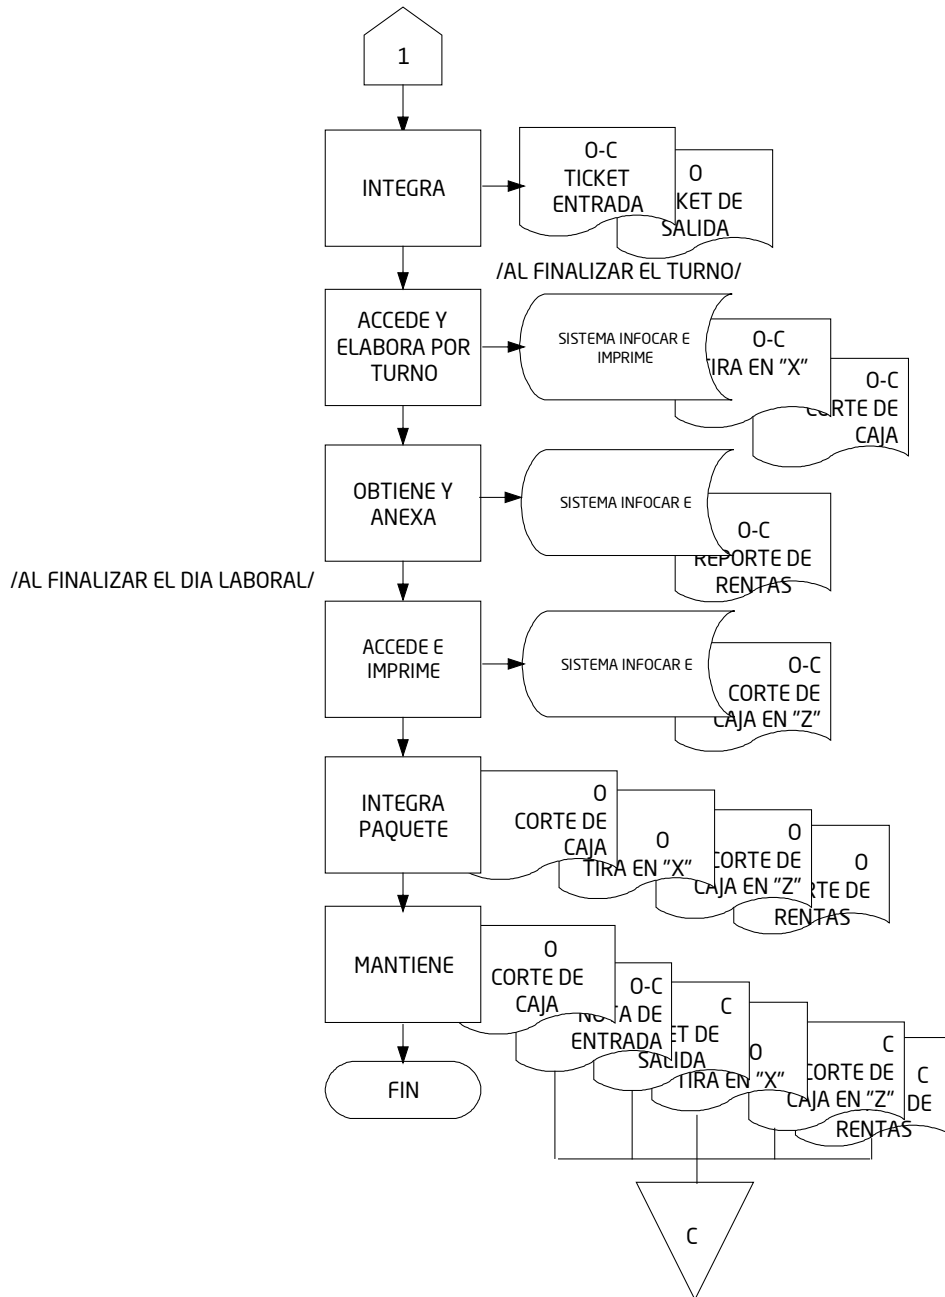 1
INTEGRA
O-C
TICKET
ENTRADA
O
KET DE
SALIDA
/AL FINALIZAR EL TURNO/
ACCEDE Y
ELABORA POR
TURNO
SISTEMA INFOCAR E
IMPRIME
O-C
TIRA EN "X"
O-C
CORTE DE
CAJA
OBTIENE Y
ANEXA
SISTEMA INFOCAR E
O-C
REPORTE DE
RENTAS
/AL FINALIZAR EL DIA LABORAL/
ACCEDE E
IMPRIME
SISTEMA INFOCAR E
O-C
CORTE DE
CAJA EN "Z"
INTEGRA
PAQUETE
O
CORTE DE
CAJA
O
TIRA EN "X"
O
CORTE DE
CAJA EN "Z"
O
RTE DE
RENTAS
MANTIENE
O
CORTE DE
CAJA
O-C
NOTA DE
ENTRADA
C
ET DE
SALIDA
O
TIRA EN "X"
C
CORTE DE
CAJA EN "Z"
C
DE
RENTAS
FIN
C